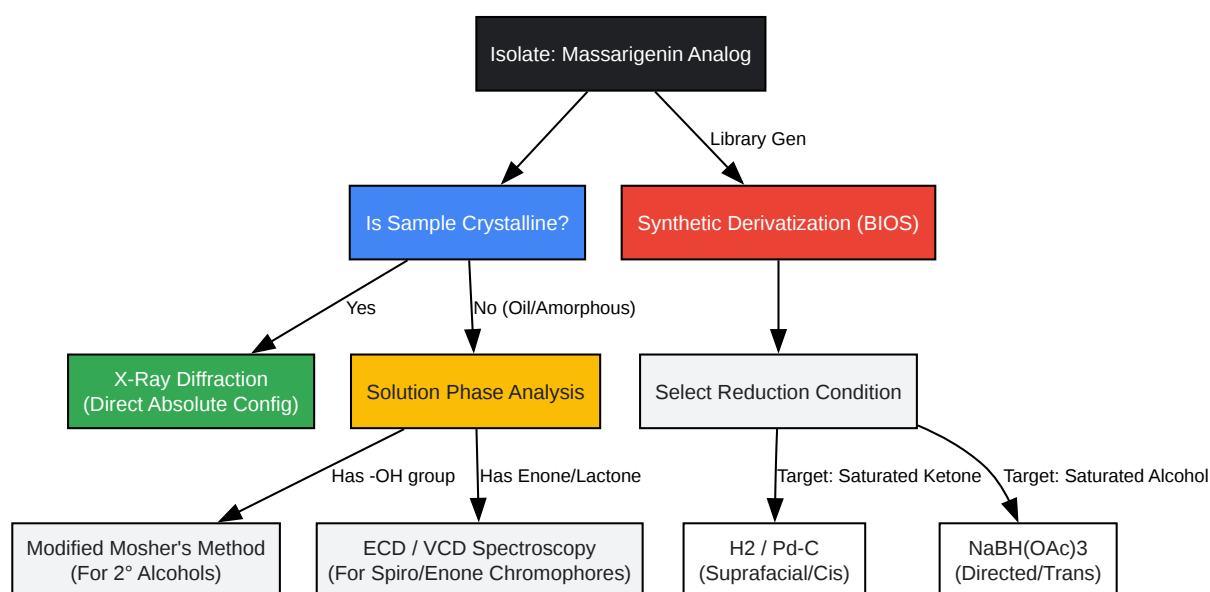 Isolate: Massarigenin Analog
Library Gen
Is Sample Crystalline?
Synthetic Derivatization (BIOS)
Yes
No (Oil/Amorphous)
X-Ray Diffraction
(Direct Absolute Config)
Solution Phase Analysis
Select Reduction Condition
Has -OH group
Has Enone/Lactone
Target: Saturated Ketone
Target: Saturated Alcohol
Modified Mosher's Method
(For 2° Alcohols)
ECD / VCD Spectroscopy
(For Spiro/Enone Chromophores)
H2 / Pd-C
(Suprafacial/Cis)
NaBH(OAc)3
(Directed/Trans)